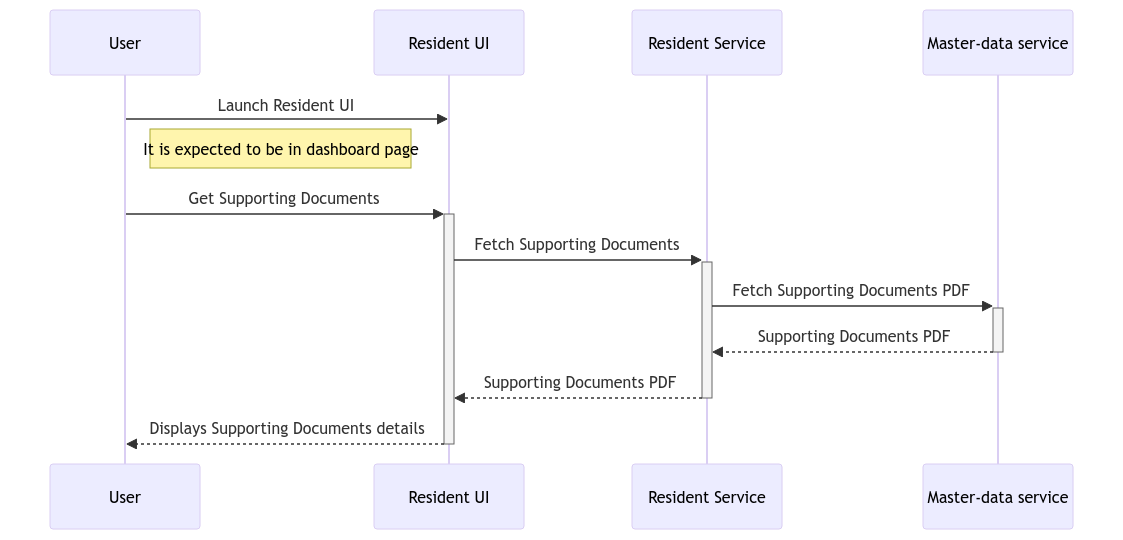 User
Resident UI
Resident Service
Master-data service
Launch Resident UI
It is expected to be in dashboard page
Get Supporting Documents
Fetch Supporting Documents
Fetch Supporting Documents PDF
Supporting Documents PDF
Supporting Documents PDF
Displays Supporting Documents details
User
Resident UI
Resident Service
Master-data service